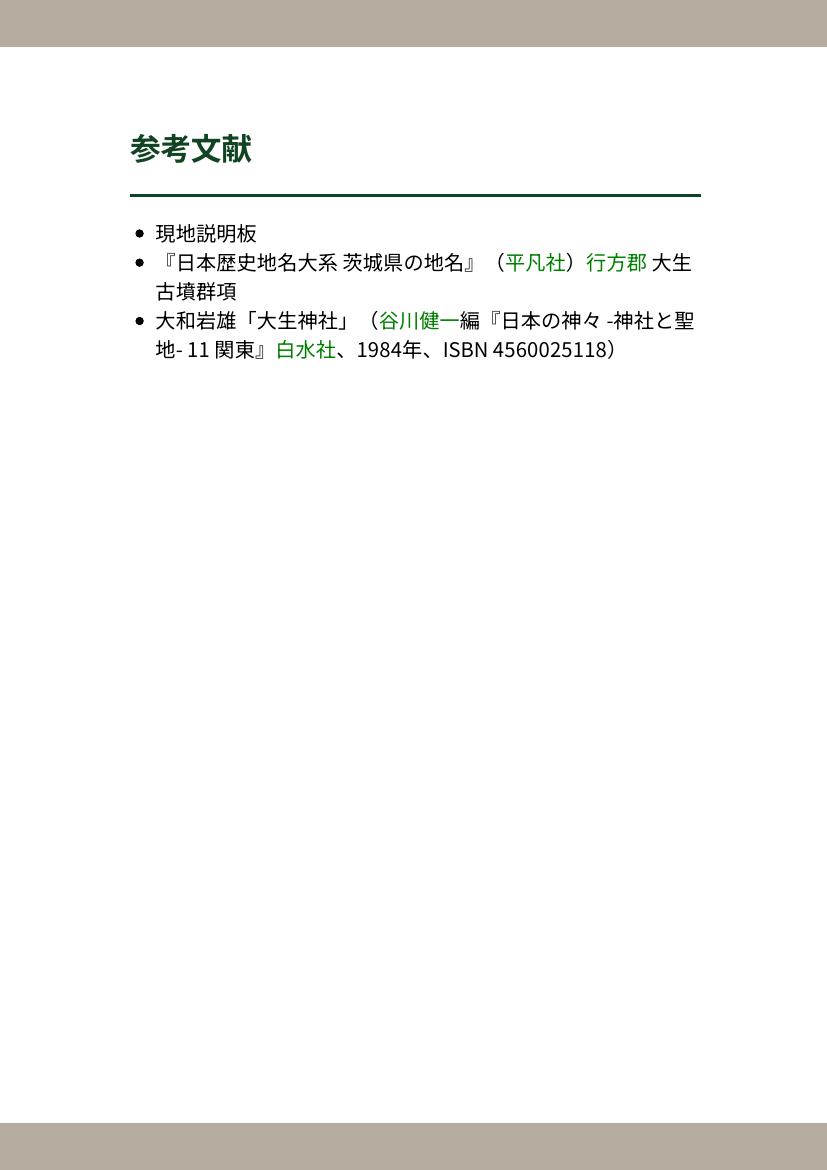 参考文献
現地説明板
『日本歴史地名大系 茨城県の地名』（平凡社）行方郡 大生
古墳群項
大和岩雄「大生神社」（谷川健一編『日本の神々 -神社と聖
地- 11 関東』白水社、1984年、ISBN 4560025118）